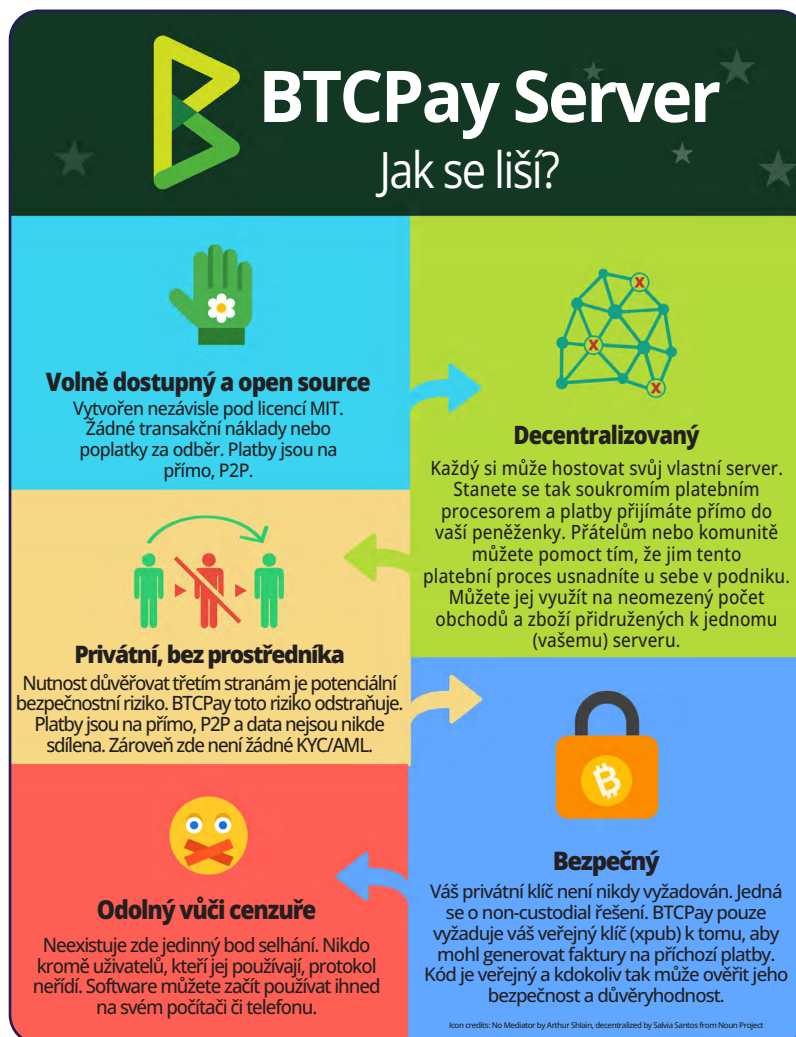 BTCPay Server
Jak se liší?
Volně dostupný a open source
Vytvořen nezávisle pod licencí MIT.
Žádné transakční náklady nebo
poplatky za odběr. Platby jsou na
přímo, P2P.
X
X
X
Decentralizovaný
Každý si může hostovat svůj vlastní server.
Stanete se tak soukromím platebním
procesorem a platby přijímáte přímo do
vaší peněženky. Přátelům nebo komunitě
můžete pomoct tím, že jim tento
platební proces usnadníte u sebe v podniku.
Můžete jej využít na neomezený počet
obchodů a zboží přidružených k jednomu
(vašemu) serveru.
Privátní, bez prostředníka
Nutnost důvěřovat třetím stranám je potenciální
bezpečnostní riziko. BTCPay toto riziko odstraňuje.
Platby jsou na přímo, P2P a data nejsou nikde
sdílena. Zároveň zde není žádné KYC/AML.
Bezpečný
Váš privátní klíč není nikdy vyžadován. Jedná
se o non-custodial řešení. BTCPay pouze
vyžaduje váš veřejný klíč (xpub) k tomu, aby
mohl generovat faktury na příchozí platby.
Kód je veřejný a kdokoliv tak může ověřit jeho
bezpečnost a důvěryhodnost.
Odolný vůči cenzuře
Neexistuje zde jedinný bod selhání. Nikdo
kromě uživatelů, kteří jej používají, protokol
neřídí. Software můžete začít používat ihned
na svém počítači či telefonu.
Icon credits: No Mediator by Arthur Shlain, decentralized by Salvia Santos from Noun Project